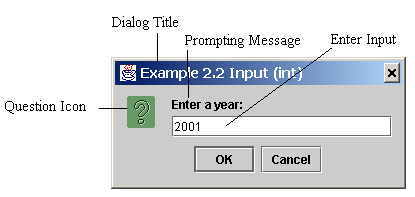 Dialog Title
Prompting Message
Enter Input
Example 2.2 Input (int)
Question Icon
?
Enter a year:
2001
OK
Cancel